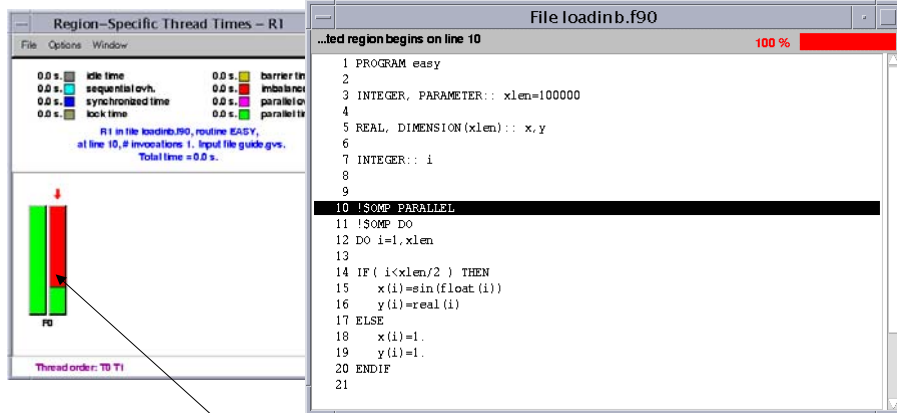 Region-Specific Thread Times - R1
File Options Window
0.0 s. idle time
0.0 s. sequential ovh.
0.0 s. synchronized time
0.0 s. lock time
0.0 s. barrier tim
0.0 s. imbalance
0.0 s. parallel ov
0.0 s. parallel tim
R1 in file loadinb.f90, routine EASY,
at line 10, # invocations 1. Input file guide.gvs.
Total time = 0.0 s.
P0
Thread order: T0 T1
File loadinb.f90
...ted region begins on line 10
100 %
1 PROGRAM easy
2
3 INTEGER, PARAMETER:: xlen=100000
4
5 REAL, DIMENSION(xlen):: x,y
6
7 INTEGER:: i
8
9
10 !$OMP PARALLEL
11 !$OMP DO
12 DO i=1,xlen
13
14 IF( i<xlen/2 ) THEN
15 x(i)=sin(float(i))
16 y(i)=real(i)
17 ELSE
18 x(i)=1.
19 y(i)=1.
20 ENDIF
21